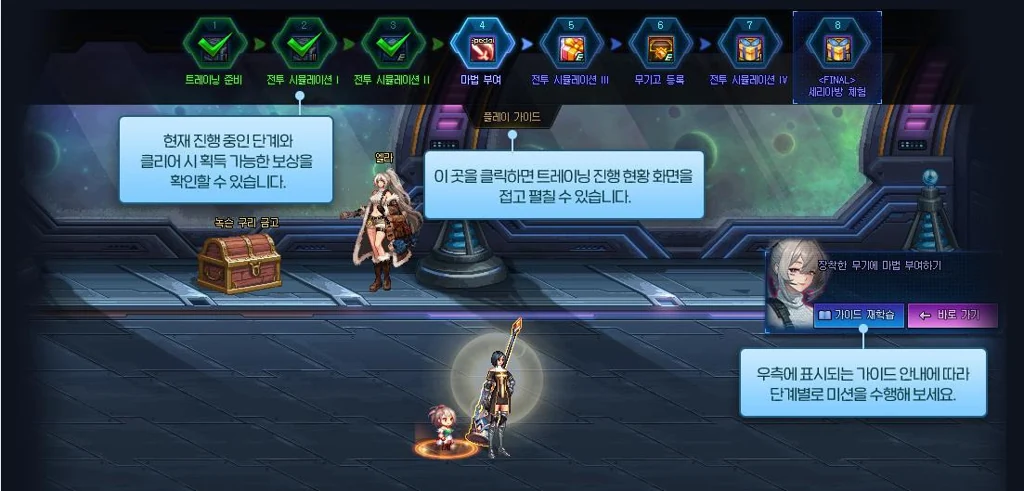 1
2
3
4
5
6
7
8
트레이닝 준비
전투 시뮬레이션 I
전투 시뮬레이션 II
마법 부여
전투 시뮬레이션 III
무기고 등록
전투 시뮬레이션 IV
<FINAL>
세리아방 체험
플레이 가이드
현재 진행 중인 단계와
클리어 시 획득 가능한 보상을
확인할 수 있습니다.
엘라
이 곳을 클릭하면 트레이닝 진행 현황 화면을
접고 펼칠 수 있습니다.
녹슨 구리 금고
장착한 무기에 마법 부여하기
가이드 재학습
바로 가기
우측에 표시되는 가이드 안내에 따라
단계별로 미션을 수행해 보세요.